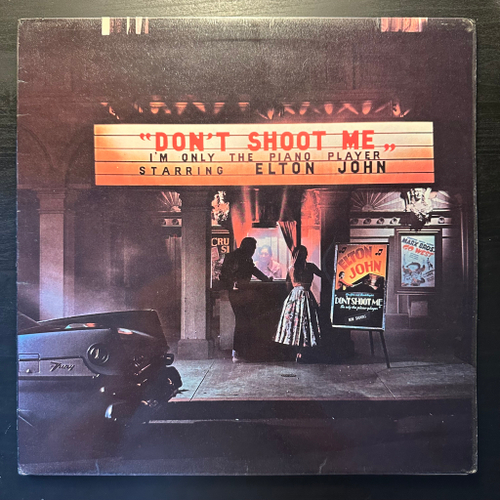 “DON'T SHOOT ME„
I'M ONLY THE PIANO PLAYER
STARRING ELTON JOHN
ELTON
JOHN
DON'T SHOOT ME
MARX BROS
GO WEST